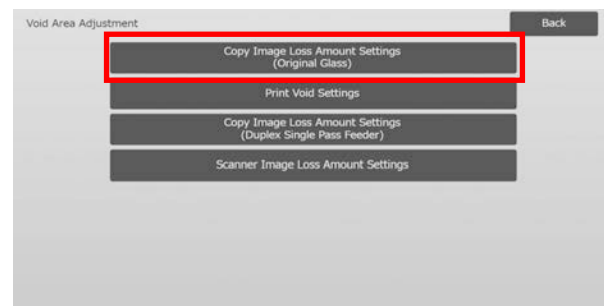 Void Area Adjustment
Back
Copy Image Loss Amount Settings
(Original Glass)
Print Void Settings
Copy Image Loss Amount Settings
(Duplex Single Pass Feeder)
Scanner Image Loss Amount Settings